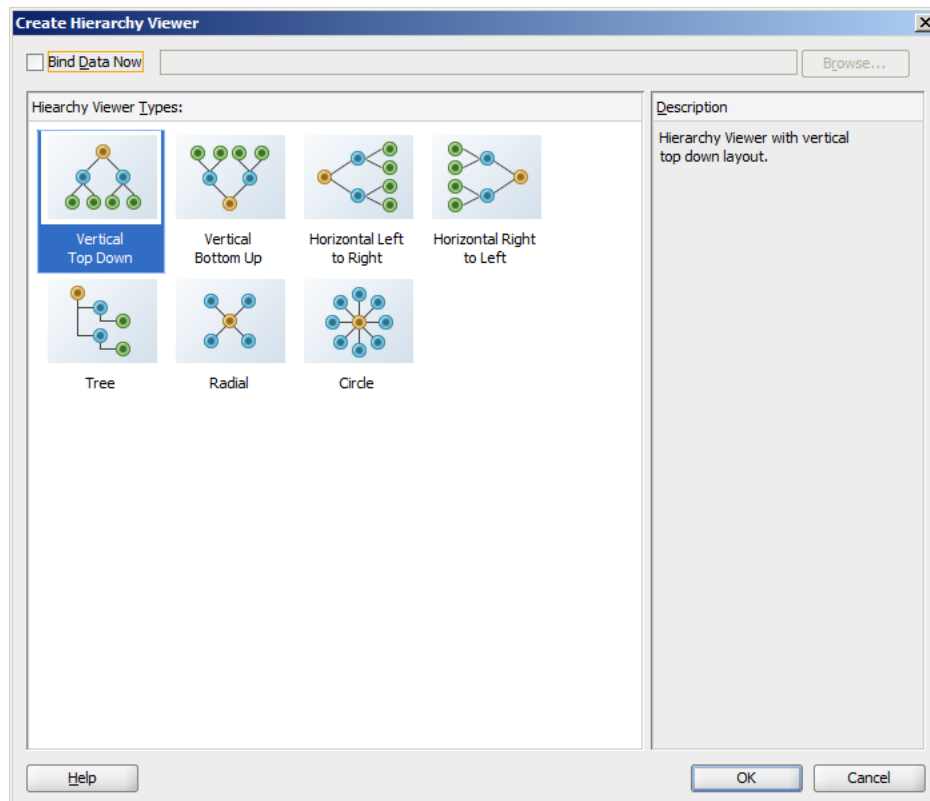 Create Hierarchy Viewer
Bind Data Now
Browse...
Hiearchy Viewer Types:
Description
Hierarchy Viewer with vertical
top down layout.
Vertical
Top Down
Vertical
Bottom Up
Horizontal Left
to Right
Horizontal Right
to Left
Tree
Radial
Circle
Help
OK
Cancel